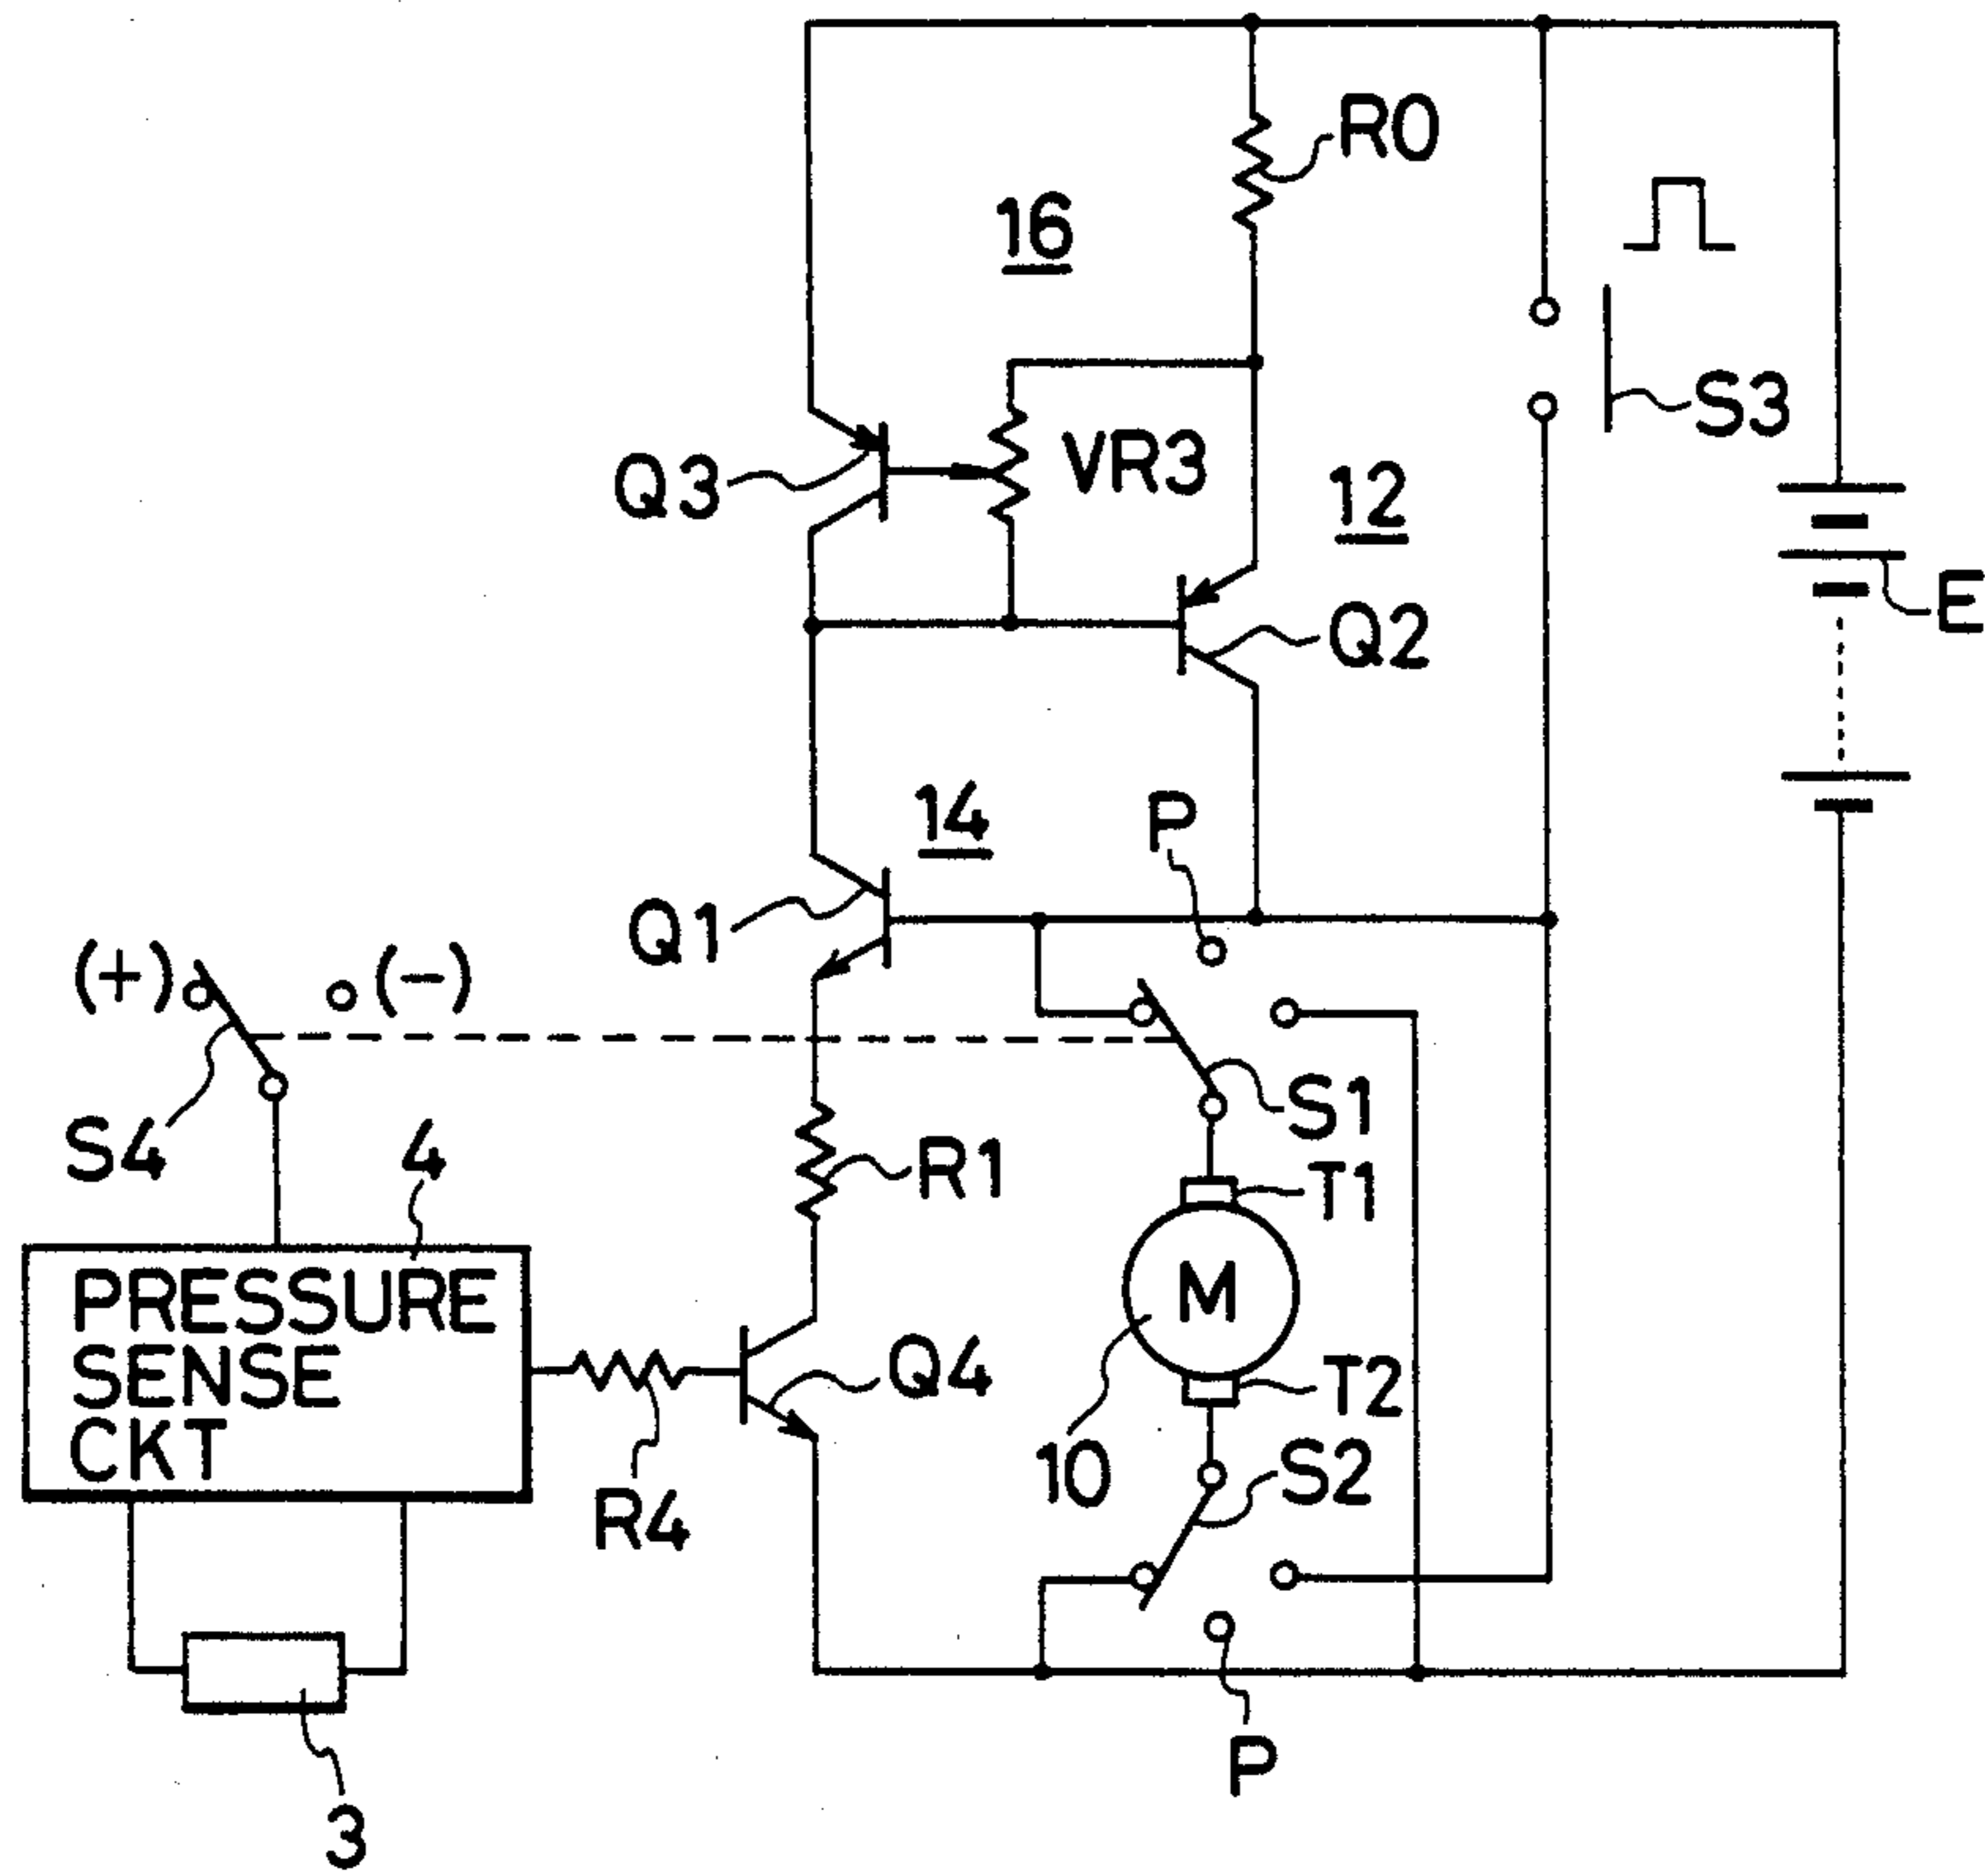 R0
16
S3
Q3
VR3
12
E
Q2
14
P
Q1
(+)
(-)
S4
4
S1
R1
T1
PRESSURE
SENSE
CKT
M
Q4
T2
10
S2
R4
P
3